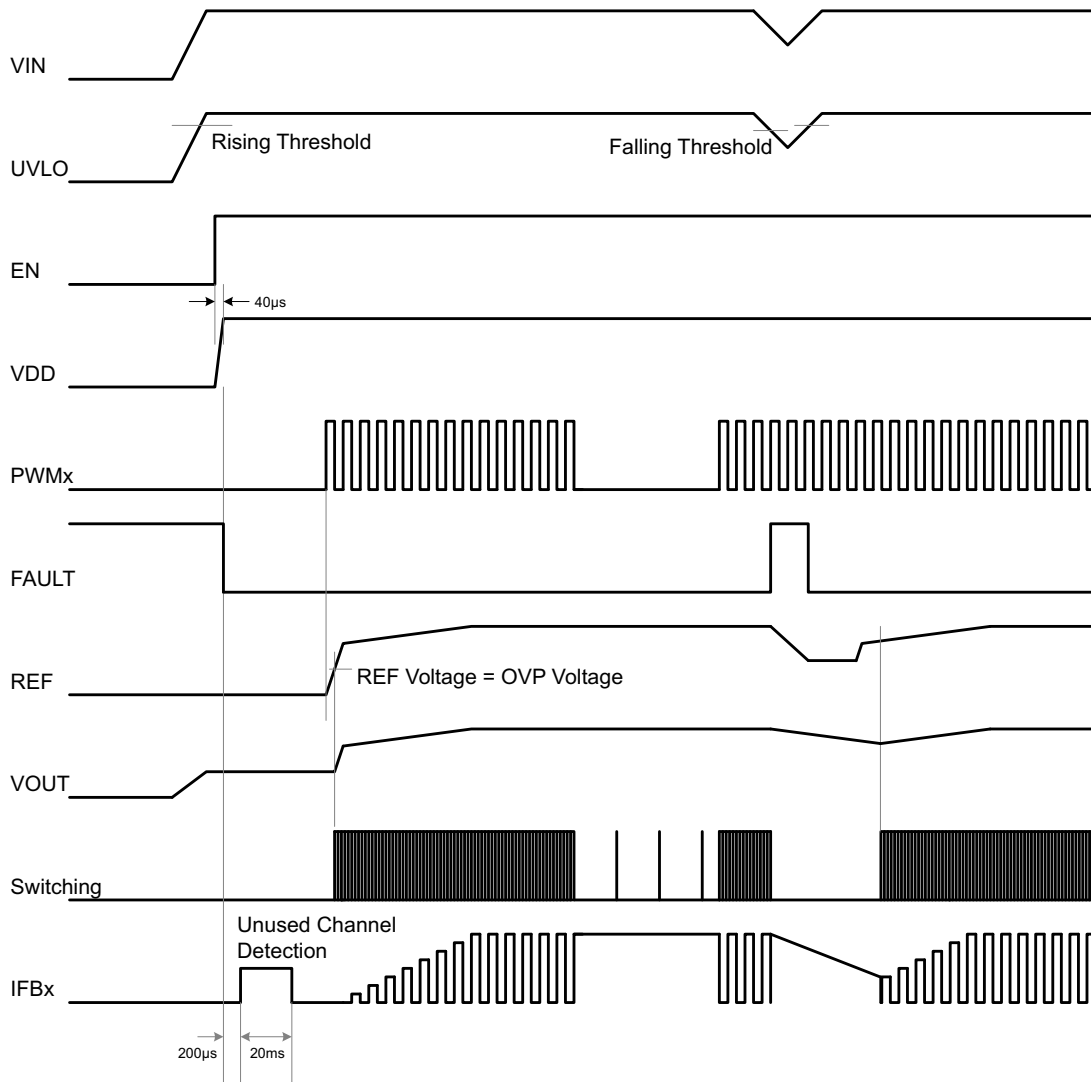 VIN
Rising Threshold
Falling Threshold
UVLO
EN
40µs
VDD
PWMx
FAULT
REF
REF Voltage = OVP Voltage
VOUT
Switching
Unused Channel
Detection
IFBx
200µs
20ms